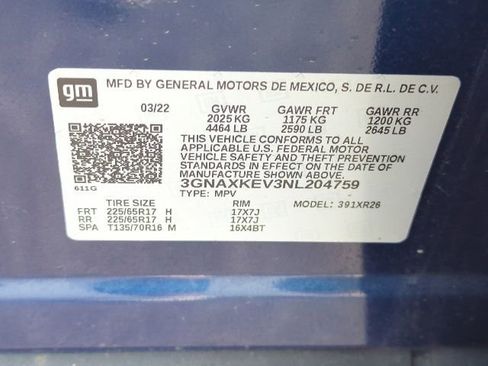 gm
MFD BY GENERAL MOTORS DE MEXICO, S. DE R.L. DE C.V.
03/22 GVWR GAWR FRT GAWR RR
2025 KG 1175 KG 1200 KG
4464 LB 2590 LB 2645 LB
THIS VEHICLE CONFORMS TO ALL
APPLICABLE U.S. FEDERAL MOTOR
VEHICLE SAFETY STANDARDS IN
EFFECT ON THE DATE OF
MANUFACTURE SHOWN ABOVE.
611G
3GNAXKEV3NL204759
TYPE: MPV
TIRE SIZE RIM MODEL: 391XR26
FRT 225/65R17 H 17X7J
RR 225/65R17 H 17X7J
SPA T135/70R16 M 16X4BT